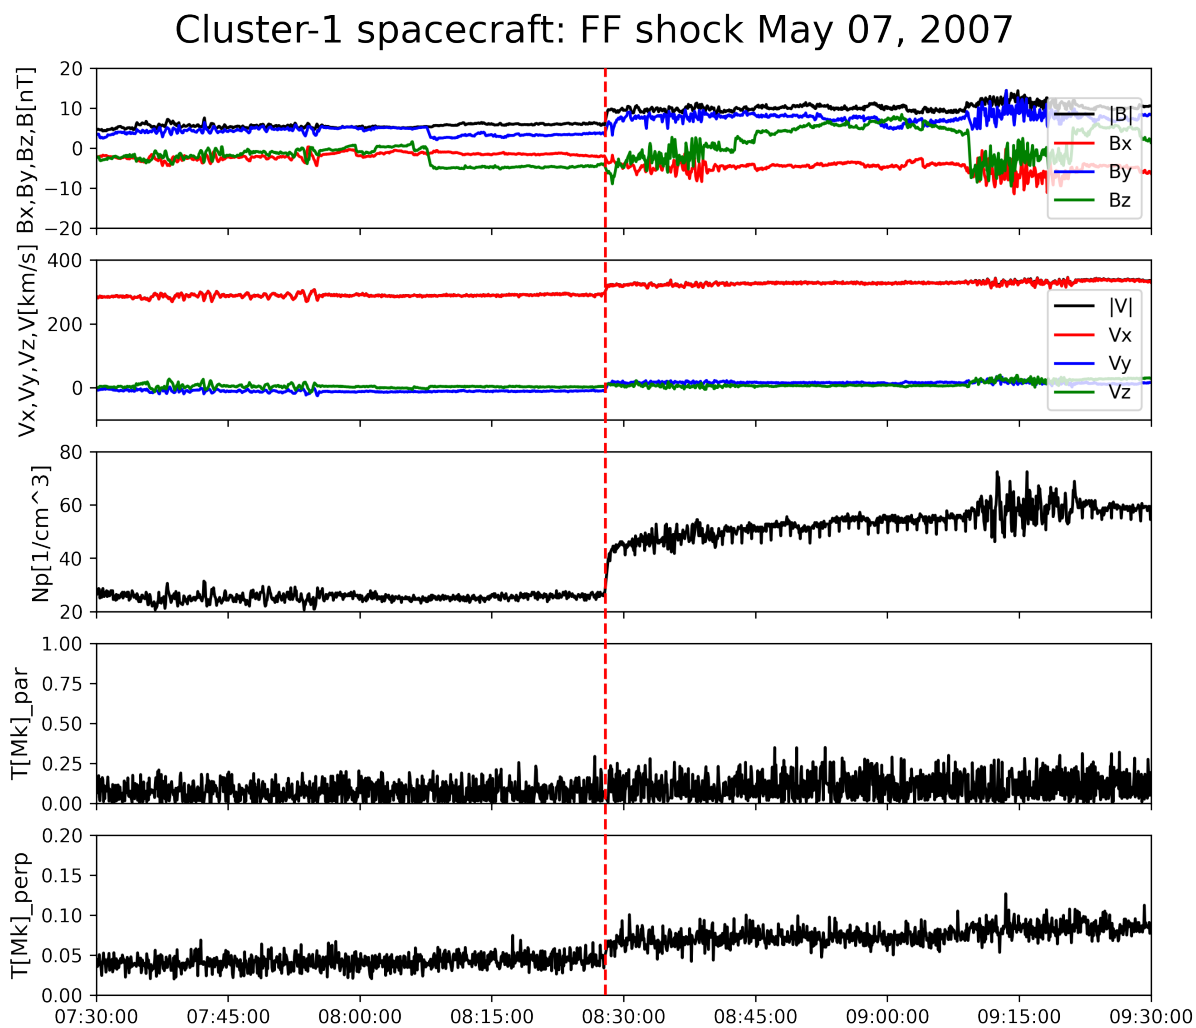 Cluster-1 spacecraft: FF shock May 07, 2007
Bx,By,Bz,B[nT]
20
10
0
−10
−20
|B|
Bx
By
Bz
Vx,Vy,Vz,V[km/s]
400
200
0
|V|
Vx
Vy
Vz
Np[1/cm^3]
80
60
40
20
T[Mk]_par
1.00
0.75
0.50
0.25
0.00
T[Mk]_perp
0.20
0.15
0.10
0.05
0.00
07:30:00 07:45:00 08:00:00 08:15:00 08:30:00 08:45:00 09:00:00 09:15:00 09:30:00